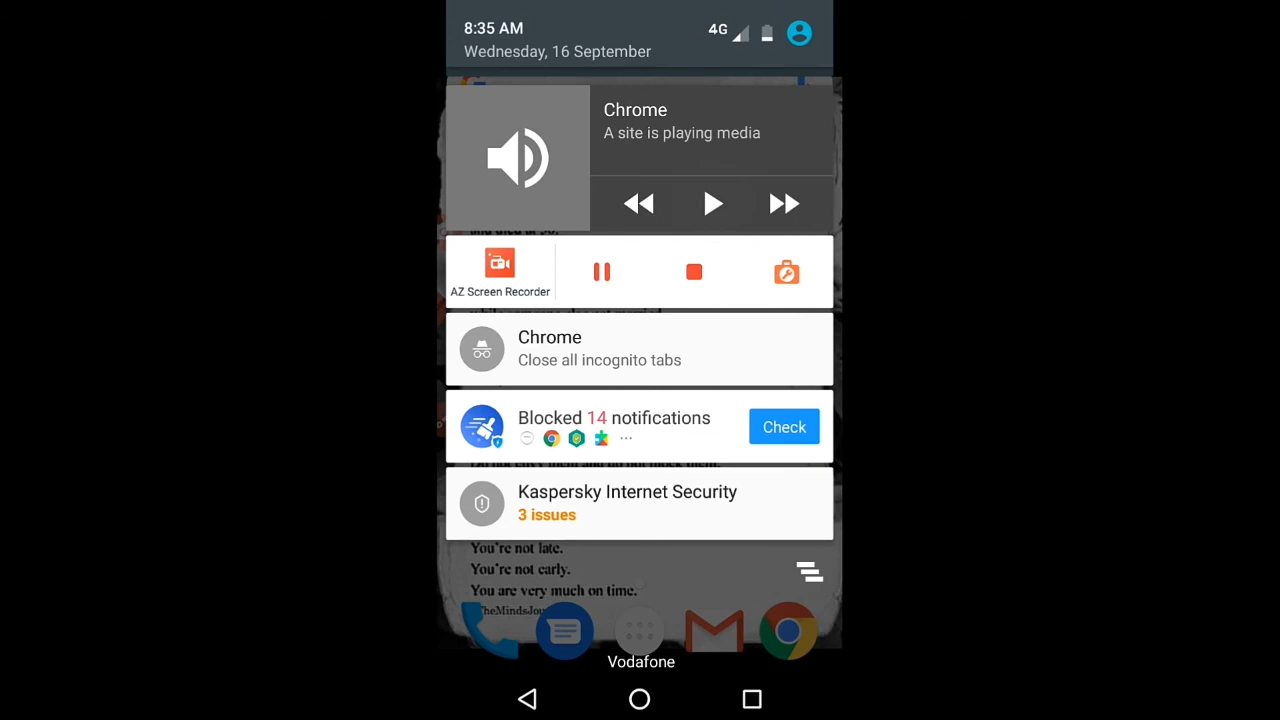 8:35 AM
4G
Wednesday, 16 September
Chrome
A site is playing media
AZ Screen Recorder
Chrome
Close all incognito tabs
Blocked 14 notifications
Check
Kaspersky Internet Security
3 issues
You're not late.
You're not early.
You are very much on time.
Vodafone